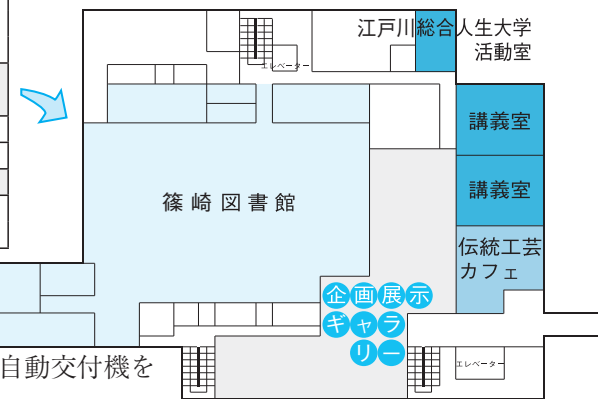 江戸川総合人生大学
活動室
エレベーター
講義室
講義室
篠崎図書館
伝統工芸
カフェ
企画展示
ギャラ
リー
エレベーター
自動交付機を